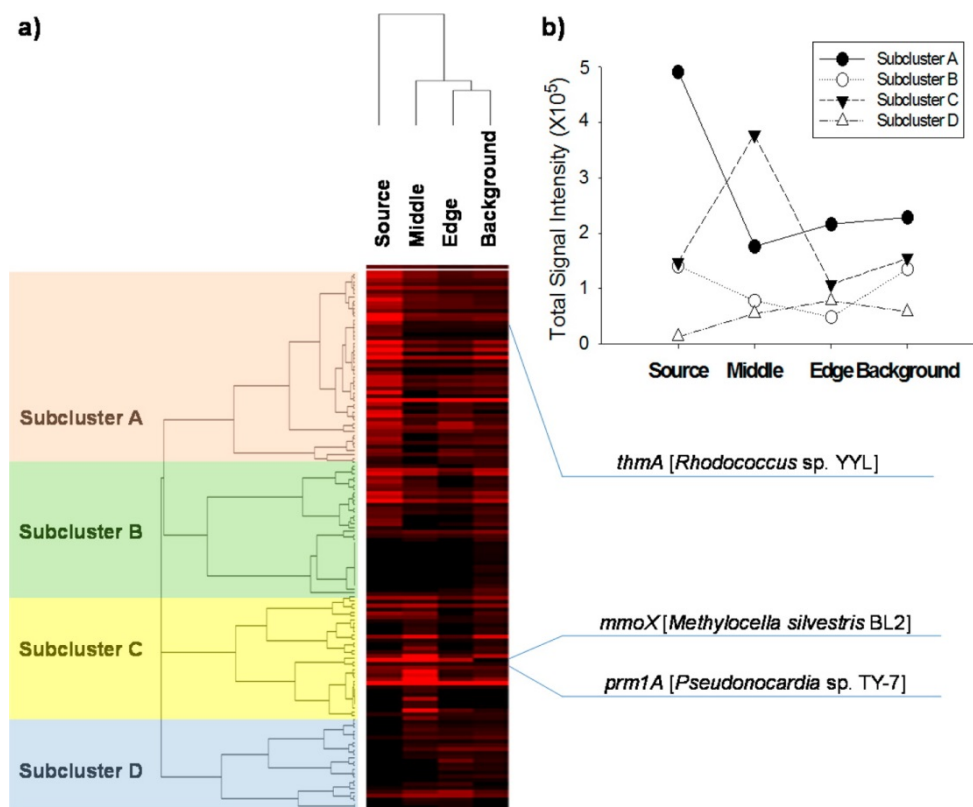 a)
Source
Middle
Edge
Background
Subcluster A
Subcluster B
Subcluster C
Subcluster D
b)
Total Signal Intensity (X10⁵)
5
4
3
2
1
0
Source Middle Edge Background
Subcluster A
Subcluster B
Subcluster C
Subcluster D
thmA [Rhodococcus sp. YYL]
mmoX [Methylocella silvestris BL2]
prm1A [Pseudonocardia sp. TY-7]